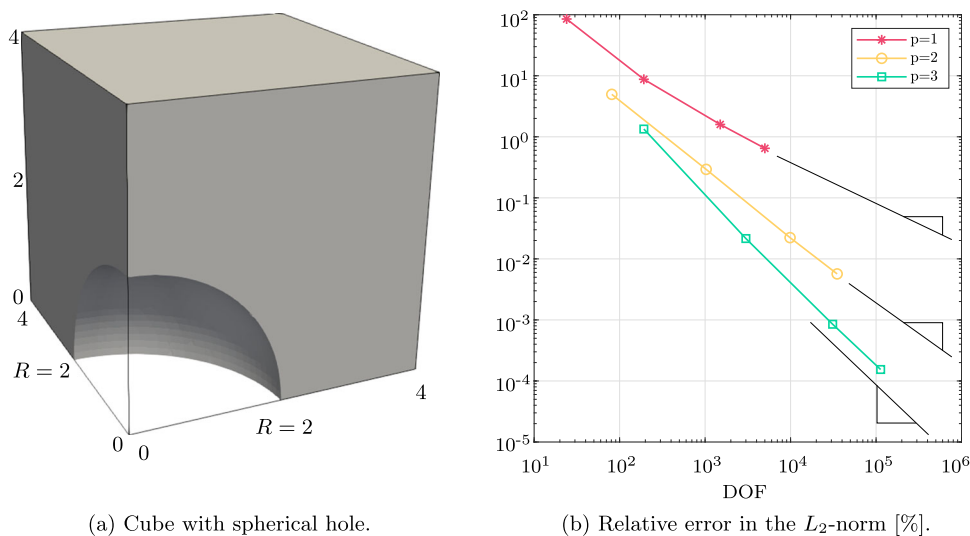 4
2
0
4
R = 2
0
0
R = 2
4
10^2
10^1
10^0
10^-1
10^-2
10^-3
10^-4
10^-5
10^1
10^2
10^3
10^4
10^5
10^6
DOF
p=1
p=2
p=3
(a) Cube with spherical hole.
(b) Relative error in the L_2-norm [%].